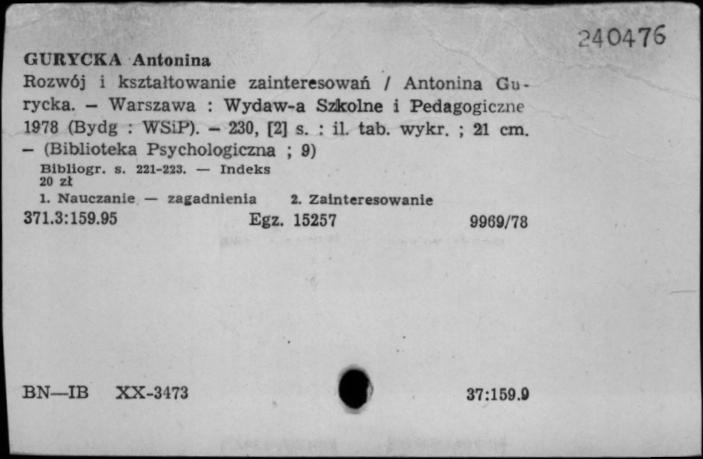 240476
GURYCKA Antonina
Rozwój i kształtowanie zainteresowań / Antonina Gu-
rycka. — Warszawa : Wydaw-a Szkolne i Pedagogiczne
1978 (Bydg : WSiP). — 230, [2] s. : il. tab. wykr. ; 21 cm.
— (Biblioteka Psychologiczna ; 9)
Bibliogr. s. 221-223. — Indeks
20 zł
1. Nauczanie — zagadnienia 2. Zainteresowanie
371.3:159.95 Egz. 15257 9969/78
BN—IB XX-3473 37:159.9